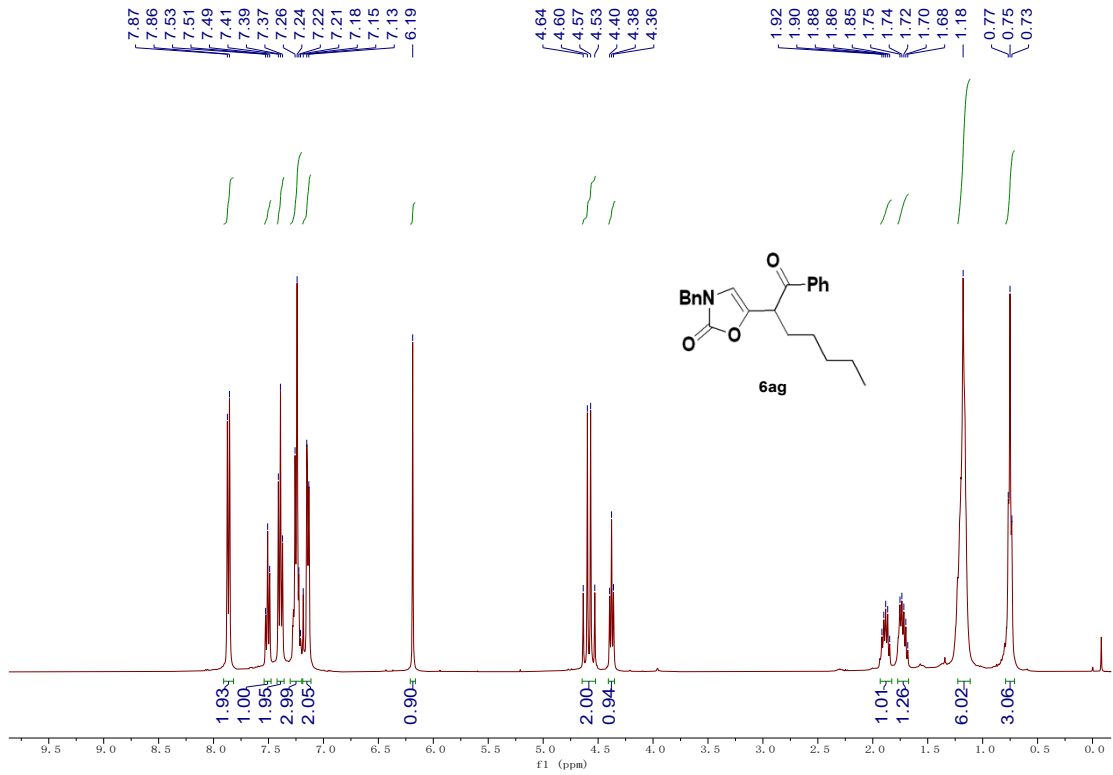 7.87 7.86 7.53 7.51 7.49 7.41 7.39 7.37 7.26 7.24 7.22 7.21 7.18 7.15 7.13 6.19 4.64 4.60 4.57 4.53 4.40 4.38 4.36 1.92 1.90 1.88 1.86 1.85 1.75 1.74 1.72 1.70 1.68 1.18 0.77 0.75 0.73
O
Ph
BnN
O
O
6ag
1.93 1.00 1.95 2.99 2.05 0.90 2.00 0.94 1.01 1.26 6.02 3.06
9.5 9.0 8.5 8.0 7.5 7.0 6.5 6.0 5.5 5.0 4.5 4.0 3.5 3.0 2.5 2.0 1.5 1.0 0.5 0.0
f1 (ppm)